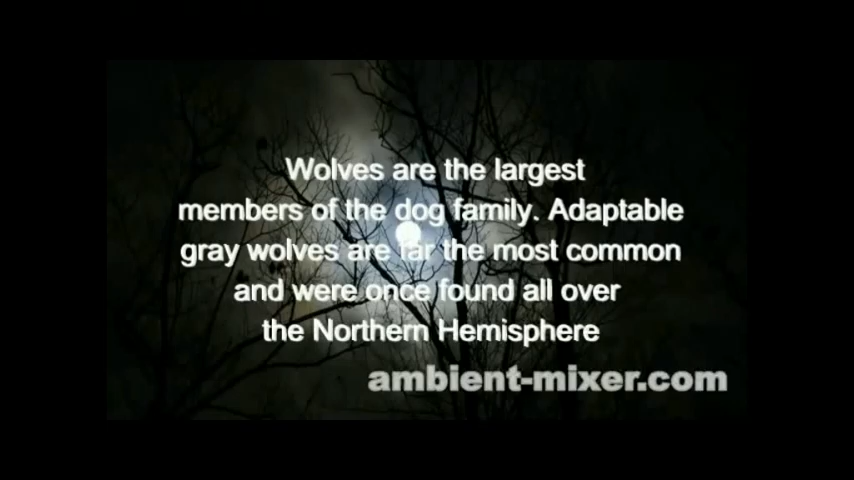 Wolves are the largest
members of the dog family. Adaptable
gray wolves are far the most common
and were once found all over
the Northern Hemisphere
ambient-mixer.com